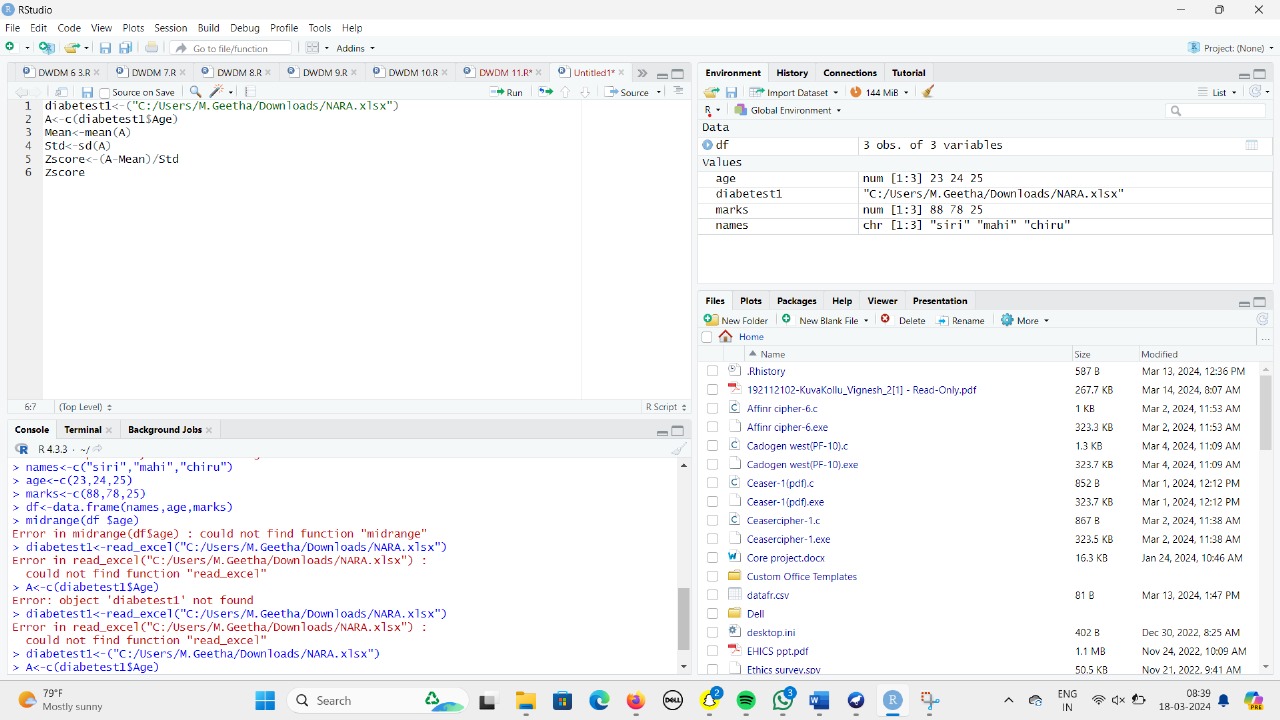 RStudio
File Edit Code View Plots Session Build Debug Profile Tools Help
Go to file/function Addins Project: (None)
DWDM 6 3.R DWDM 7.R DWDM 8.R DWDM 9.R DWDM 10.R DWDM 11.R* Untitled1*
Source on Save Run Source
1 diabetest1<-("C:/Users/M.Geetha/Downloads/NARA.xlsx")
2 A<-c(diabetest1$Age)
3 Mean<-mean(A)
4 Std<-sd(A)
5 Zscore<-(A-Mean)/Std
6 Zscore
6:7 (Top Level) R Script
Console Terminal Background Jobs
R 4.3.3 · ~/
> names<-c("siri","mahi","chiru")
> age<-c(23,24,25)
> marks<-c(88,78,25)
> df<-data.frame(names,age,marks)
> midrange(df $age)
Error in midrange(df$age) : could not find function "midrange"
> diabetest1<-read_excel("C:/Users/M.Geetha/Downloads/NARA.xlsx")
Error in read_excel("C:/Users/M.Geetha/Downloads/NARA.xlsx") :
could not find function "read_excel"
> A<-c(diabetest1$Age)
Error: object 'diabetest1' not found
> diabetest1<-read_excel("C:/Users/M.Geetha/Downloads/NARA.xlsx")
Error in read_excel("C:/Users/M.Geetha/Downloads/NARA.xlsx") :
could not find function "read_excel"
> diabetest1<-("C:/Users/M.Geetha/Downloads/NARA.xlsx")
> A<-c(diabetest1$Age)
Environment History Connections Tutorial
Import Dataset 144 MiB List
R Global Environment
Data
df 3 obs. of 3 variables
Values
age num [1:3] 23 24 25
diabetest1 "C:/Users/M.Geetha/Downloads/NARA.xlsx"
marks num [1:3] 88 78 25
names chr [1:3] "siri" "mahi" "chiru"
Files Plots Packages Help Viewer Presentation
New Folder New Blank File Delete Rename More
Home
Name Size Modified
.Rhistory 587 B Mar 13, 2024, 12:36 PM
192112102-KuvaKollu_Vignesh_2[1] - Read-Only.pdf 267.7 KB Mar 13, 2024, 8:07 AM
Affinr cipher-6.c 1 KB Mar 2, 2024, 11:53 AM
Affinr cipher-6.exe 323.3 KB Mar 2, 2024, 11:53 AM
Cadogen west(PF-10).c 1.3 KB Mar 4, 2024, 11:09 AM
Cadogen west(PF-10).exe 323.7 KB Mar 4, 2024, 11:09 AM
Ceaser-1(pdf).c 852 B Mar 1, 2024, 12:12 PM
Ceaser-1(pdf).exe 323.7 KB Mar 1, 2024, 12:12 PM
Ceasercipher-1.c 867 B Mar 2, 2024, 11:38 AM
Ceasercipher-1.exe 323.5 KB Mar 2, 2024, 11:38 AM
Core project.docx 16.3 KB Jan 24, 2024, 10:46 AM
Custom Office Templates
datafr.csv 81 B Mar 13, 2024, 1:47 PM
Dell
desktop.ini 402 B Dec 30, 2022, 8:25 AM
EHICS ppt.pdf 1.1 MB Nov 24, 2022, 10:09 AM
Ethics survey.spv 50.5 KB Nov 21, 2022, 9:41 AM
79°F
Mostly sunny
Search
DELL
2
3
ENG
IN
08:39
18-03-2024
PRE